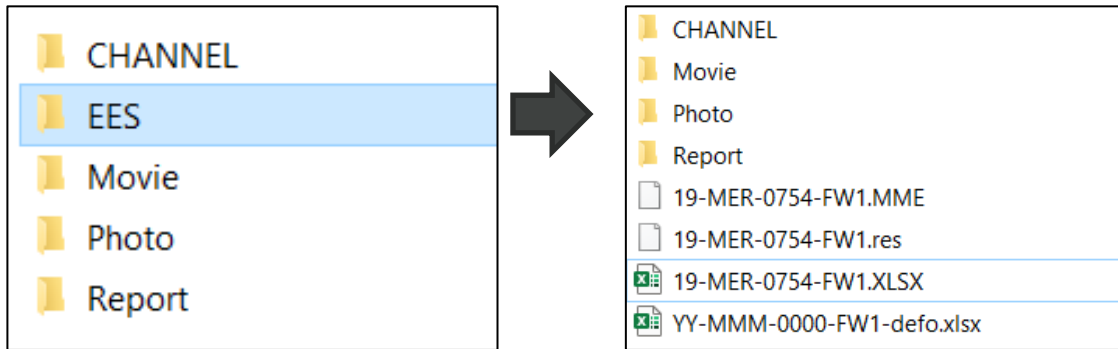 CHANNEL
EES
Movie
Photo
Report
CHANNEL
Movie
Photo
Report
19-MER-0754-FW1.MME
19-MER-0754-FW1.res
19-MER-0754-FW1.XLSX
YY-MMM-0000-FW1-defo.xlsx